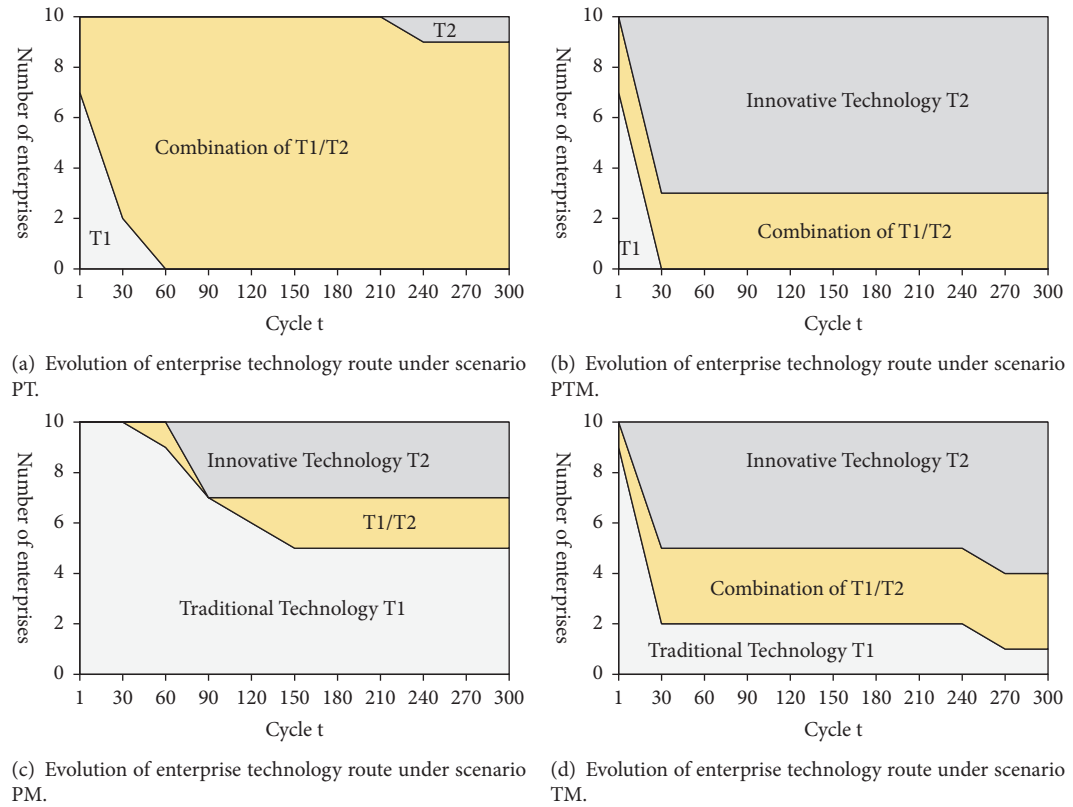 10
8
6
4
2
0
Number of enterprises
T2
Combination of T1/T2
T1
1 30 60 90 120 150 180 210 240 270 300
Cycle t
(a) Evolution of enterprise technology route under scenario
PT.
10
8
6
4
2
0
Number of enterprises
Innovative Technology T2
Combination of T1/T2
T1
1 30 60 90 120 150 180 210 240 270 300
Cycle t
(b) Evolution of enterprise technology route under scenario
PTM.
10
8
6
4
2
0
Number of enterprises
Innovative Technology T2
T1/T2
Traditional Technology T1
1 30 60 90 120 150 180 210 240 270 300
Cycle t
(c) Evolution of enterprise technology route under scenario
PM.
10
8
6
4
2
0
Number of enterprises
Innovative Technology T2
Combination of T1/T2
Traditional Technology T1
1 30 60 90 120 150 180 210 240 270 300
Cycle t
(d) Evolution of enterprise technology route under scenario
TM.